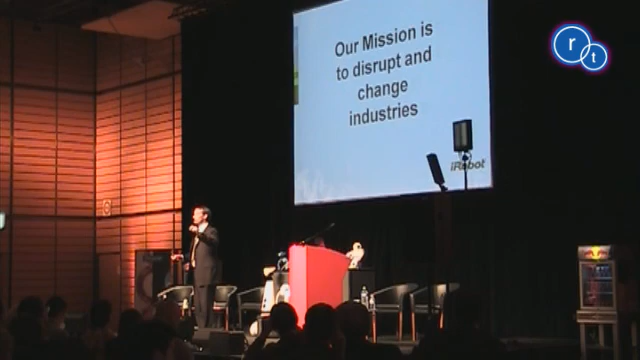 Our Mission is
to disrupt and
change
industries
iRobot
r
t